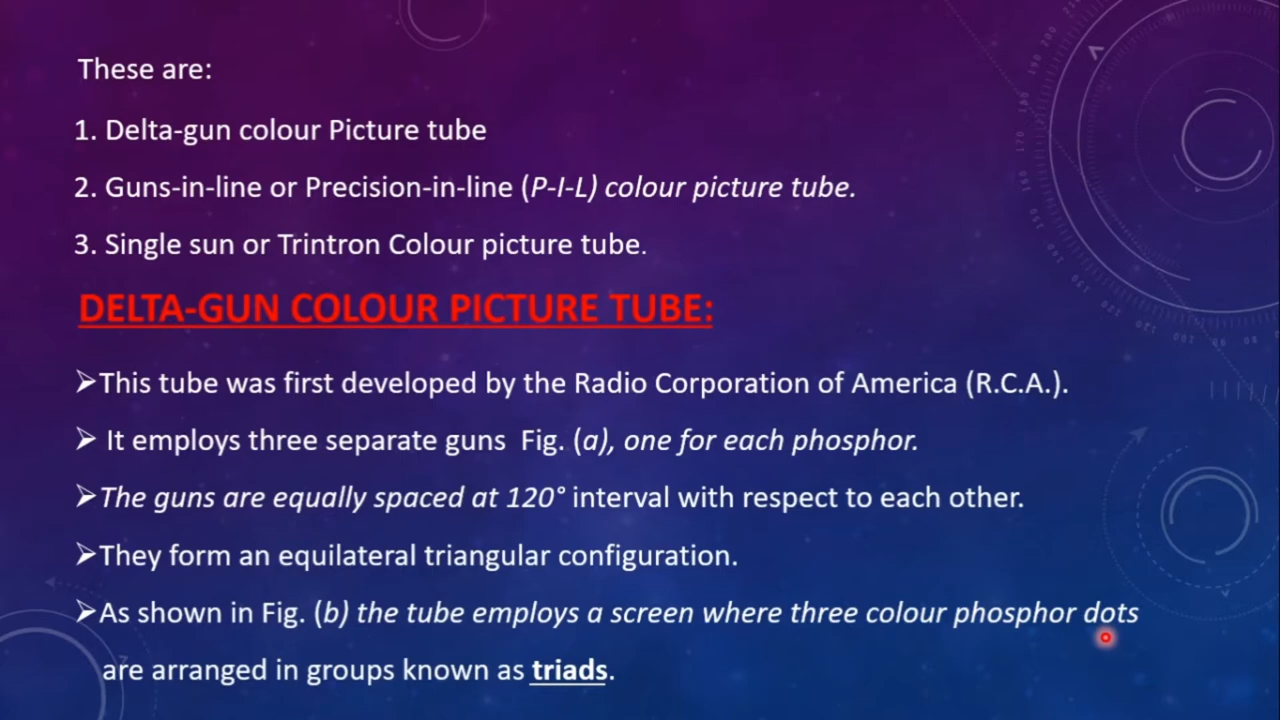 These are:
1. Delta-gun colour Picture tube
2. Guns-in-line or Precision-in-line (P-I-L) colour picture tube.
3. Single sun or Trintron Colour picture tube.
DELTA-GUN COLOUR PICTURE TUBE:
➢This tube was first developed by the Radio Corporation of America (R.C.A.).
➢ It employs three separate guns Fig. (a), one for each phosphor.
➢The guns are equally spaced at 120° interval with respect to each other.
➢They form an equilateral triangular configuration.
➢As shown in Fig. (b) the tube employs a screen where three colour phosphor dots
are arranged in groups known as triads.